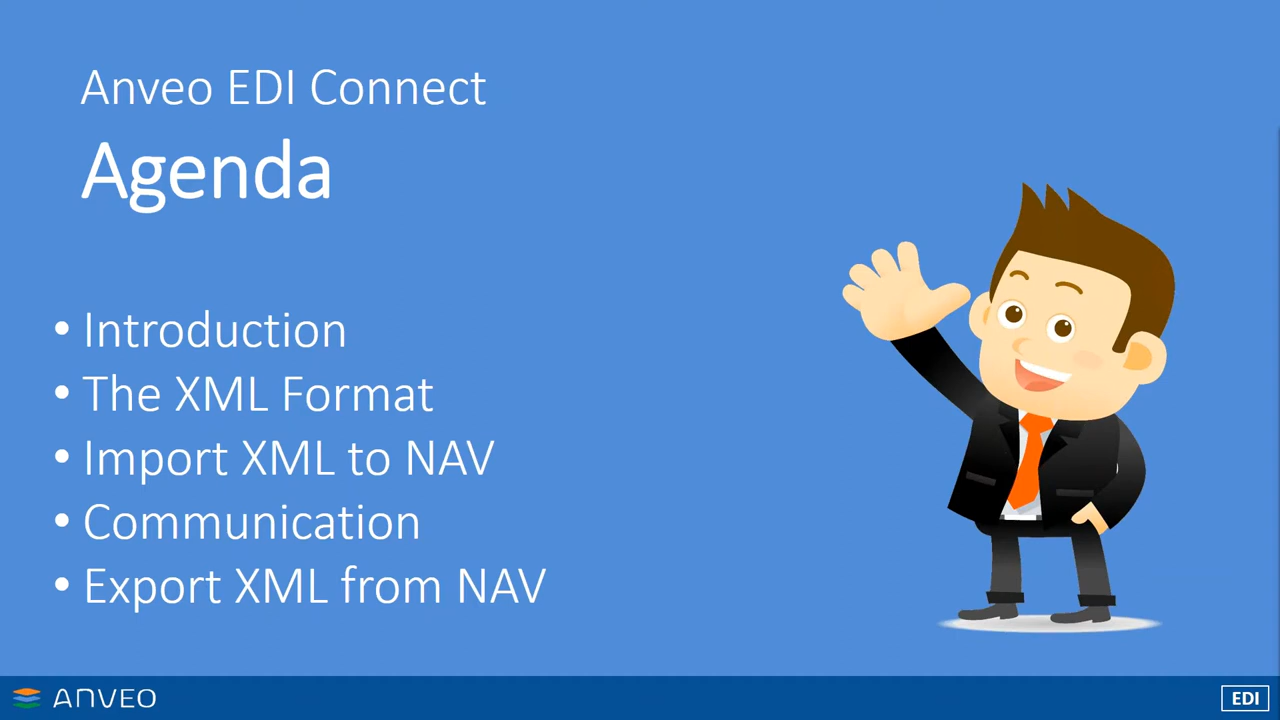 Anveo EDI Connect
Agenda
• Introduction
• The XML Format
• Import XML to NAV
• Communication
• Export XML from NAV
ANVEO
EDI